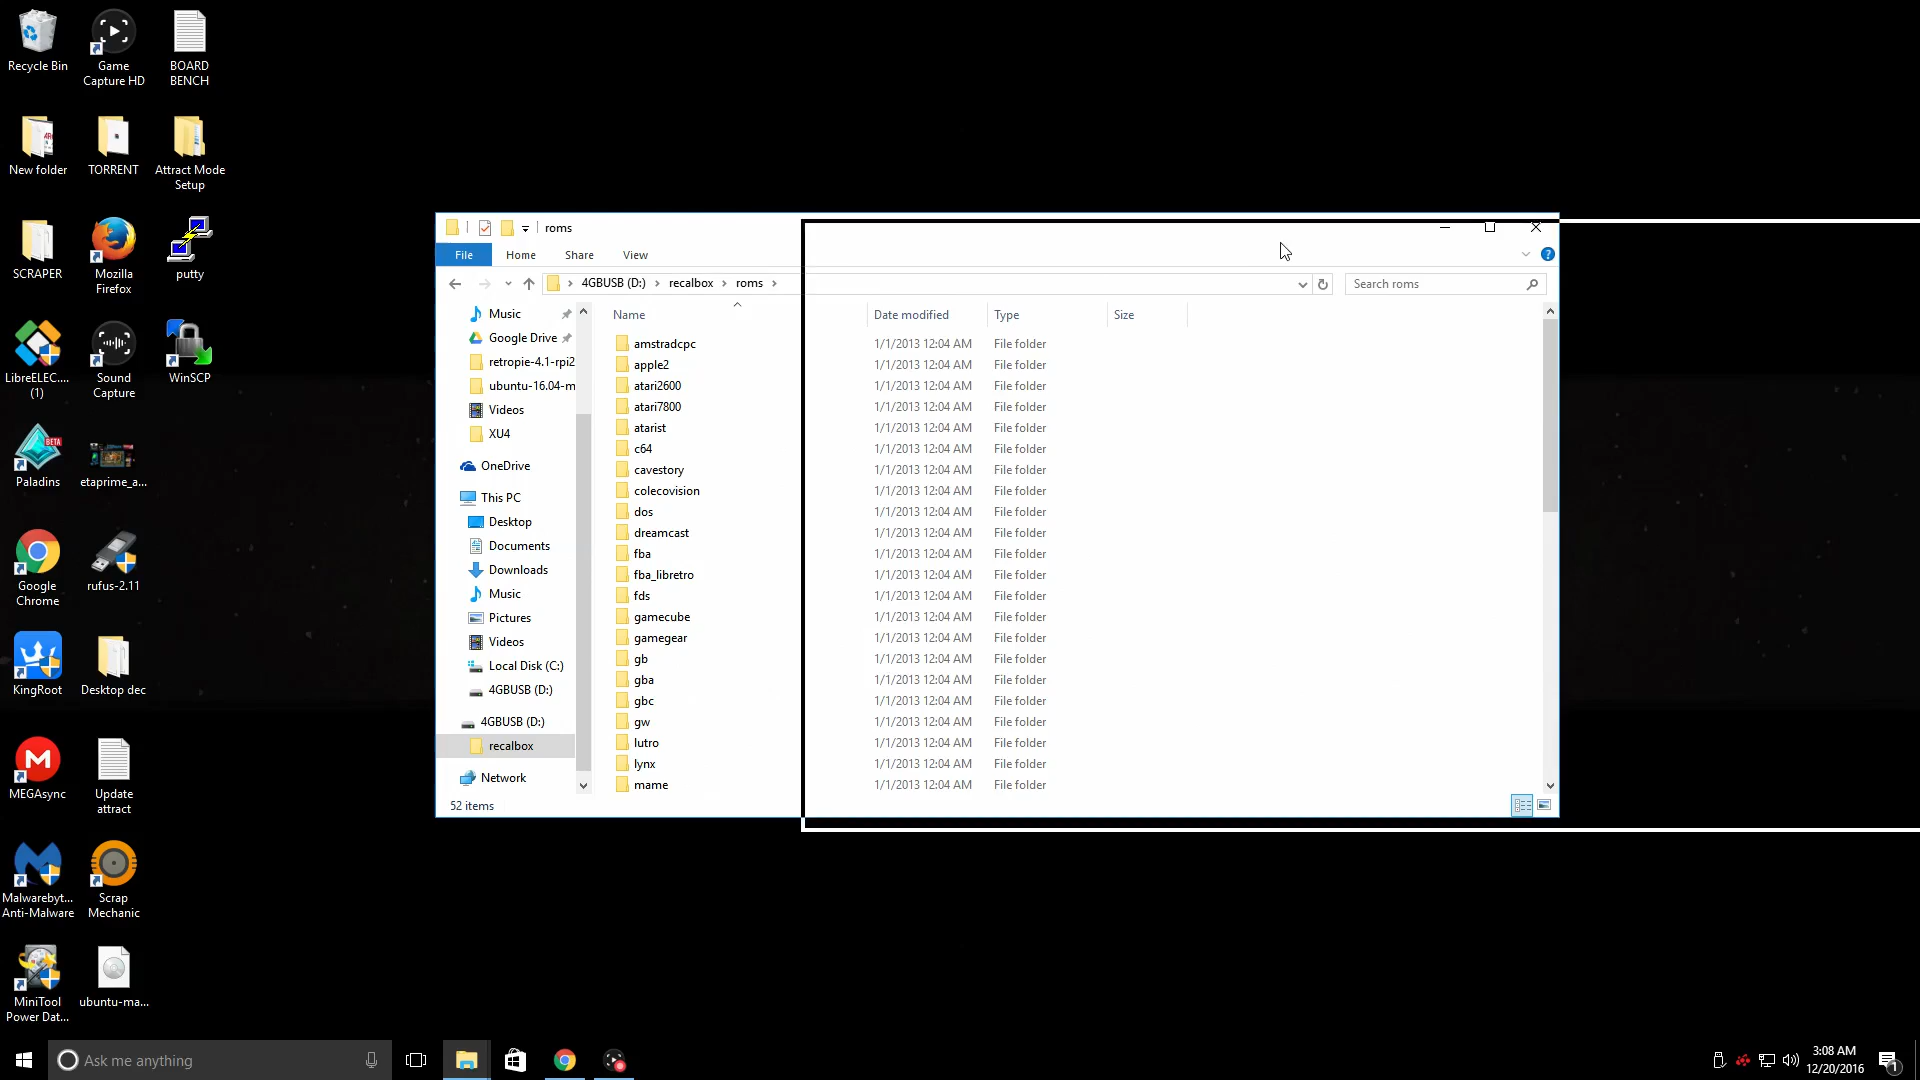 Recycle Bin
Game
Capture HD
BOARD
BENCH
New folder
TORRENT
Attract Mode
Setup
SCRAPER
Mozilla
Firefox
putty
LibreELEC....
(1)
Sound
Capture
WinSCP
BETA
Paladins
etaprime_a...
Google
Chrome
rufus-2.11
KingRoot
Desktop dec
MEGAsync
Update
attract
Malwarebyt...
Anti-Malware
Scrap
Mechanic
MiniTool
Power Dat...
ubuntu-ma...
roms
File
Home
Share
View
4GBUSB (D:)
recalbox
roms
Search roms
Music
Google Drive
retropie-4.1-rpi2
ubuntu-16.04-m
Videos
XU4
OneDrive
This PC
Desktop
Documents
Downloads
Music
Pictures
Videos
Local Disk (C:)
4GBUSB (D:)
4GBUSB (D:)
recalbox
Network
Name Date modified Type Size
amstradcpc 1/1/2013 12:04 AM File folder
apple2 1/1/2013 12:04 AM File folder
atari2600 1/1/2013 12:04 AM File folder
atari7800 1/1/2013 12:04 AM File folder
atarist 1/1/2013 12:04 AM File folder
c64 1/1/2013 12:04 AM File folder
cavestory 1/1/2013 12:04 AM File folder
colecovision 1/1/2013 12:04 AM File folder
dos 1/1/2013 12:04 AM File folder
dreamcast 1/1/2013 12:04 AM File folder
fba 1/1/2013 12:04 AM File folder
fba_libretro 1/1/2013 12:04 AM File folder
fds 1/1/2013 12:04 AM File folder
gamecube 1/1/2013 12:04 AM File folder
gamegear 1/1/2013 12:04 AM File folder
gb 1/1/2013 12:04 AM File folder
gba 1/1/2013 12:04 AM File folder
gbc 1/1/2013 12:04 AM File folder
gw 1/1/2013 12:04 AM File folder
lutro 1/1/2013 12:04 AM File folder
lynx 1/1/2013 12:04 AM File folder
mame 1/1/2013 12:04 AM File folder
52 items
Ask me anything
3:08 AM
12/20/2016
1